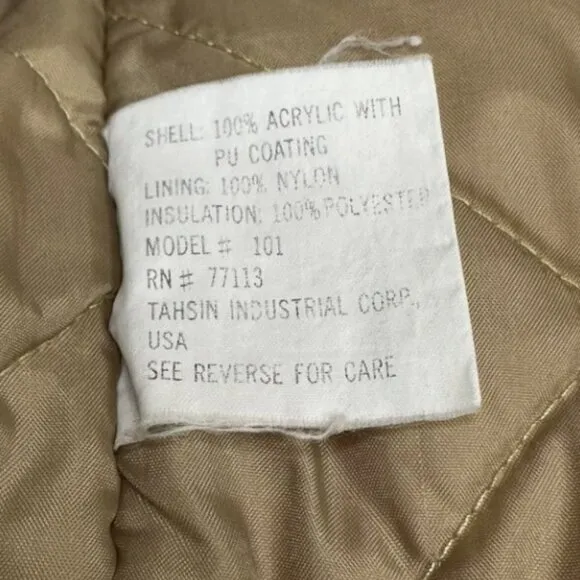 SHELL: 100% ACRYLIC WITH
PU COATING
LINING: 100% NYLON
INSULATION: 100% POLYESTER
MODEL # 101
RN # 77113
TAHSIN INDUSTRIAL CORP.,
USA
SEE REVERSE FOR CARE